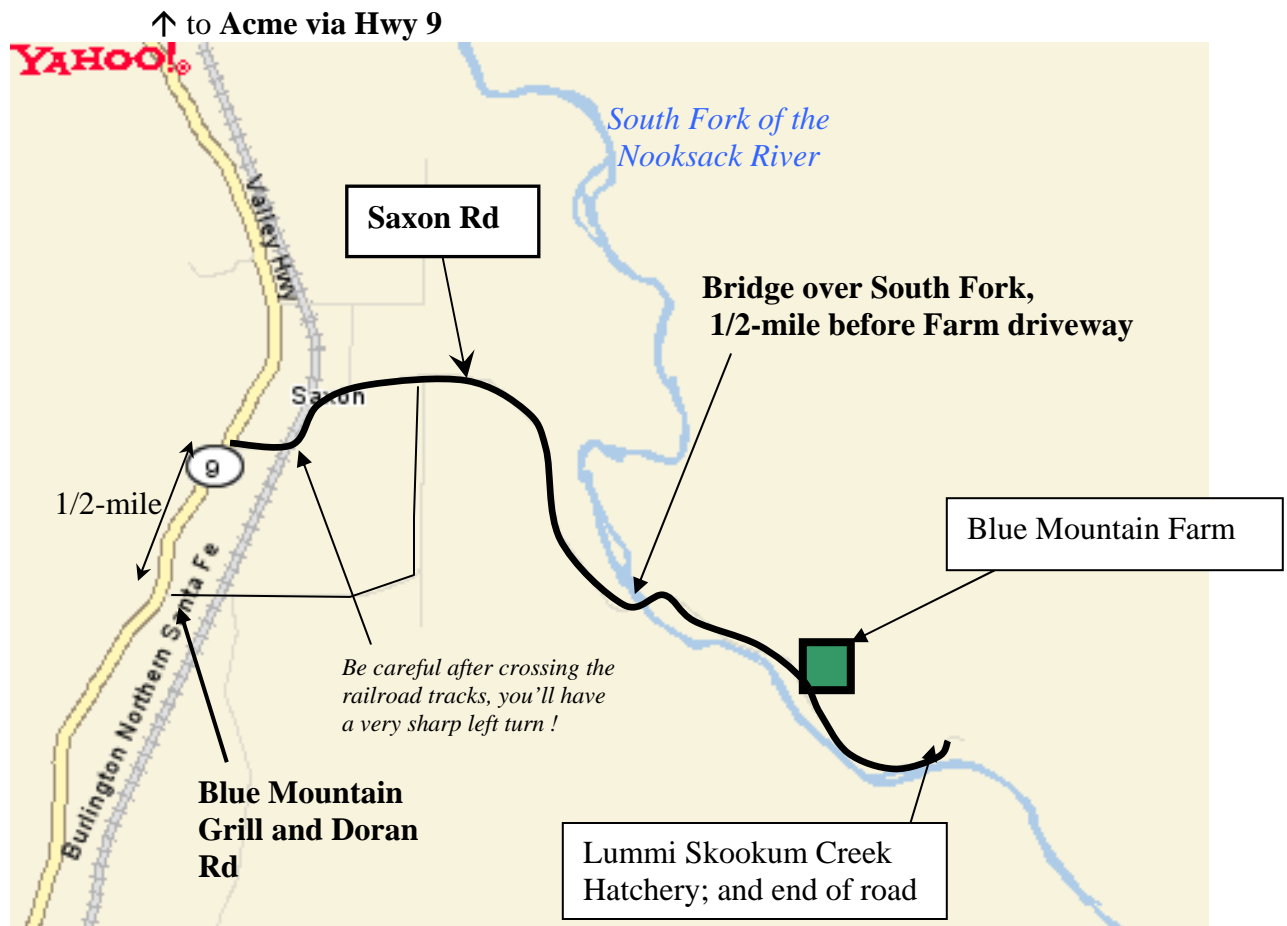 ↑ to Acme via Hwy 9
YAHOO!®
South Fork of the
Nooksack River
Valley Hwy
Saxon Rd
Bridge over South Fork,
1/2-mile before Farm driveway
Saxon
9
1/2-mile
Blue Mountain Farm
Burlington Northern Santa Fe
Be careful after crossing the
railroad tracks, you’ll have
a very sharp left turn !
Blue Mountain
Grill and Doran
Rd
Lummi Skookum Creek
Hatchery; and end of road